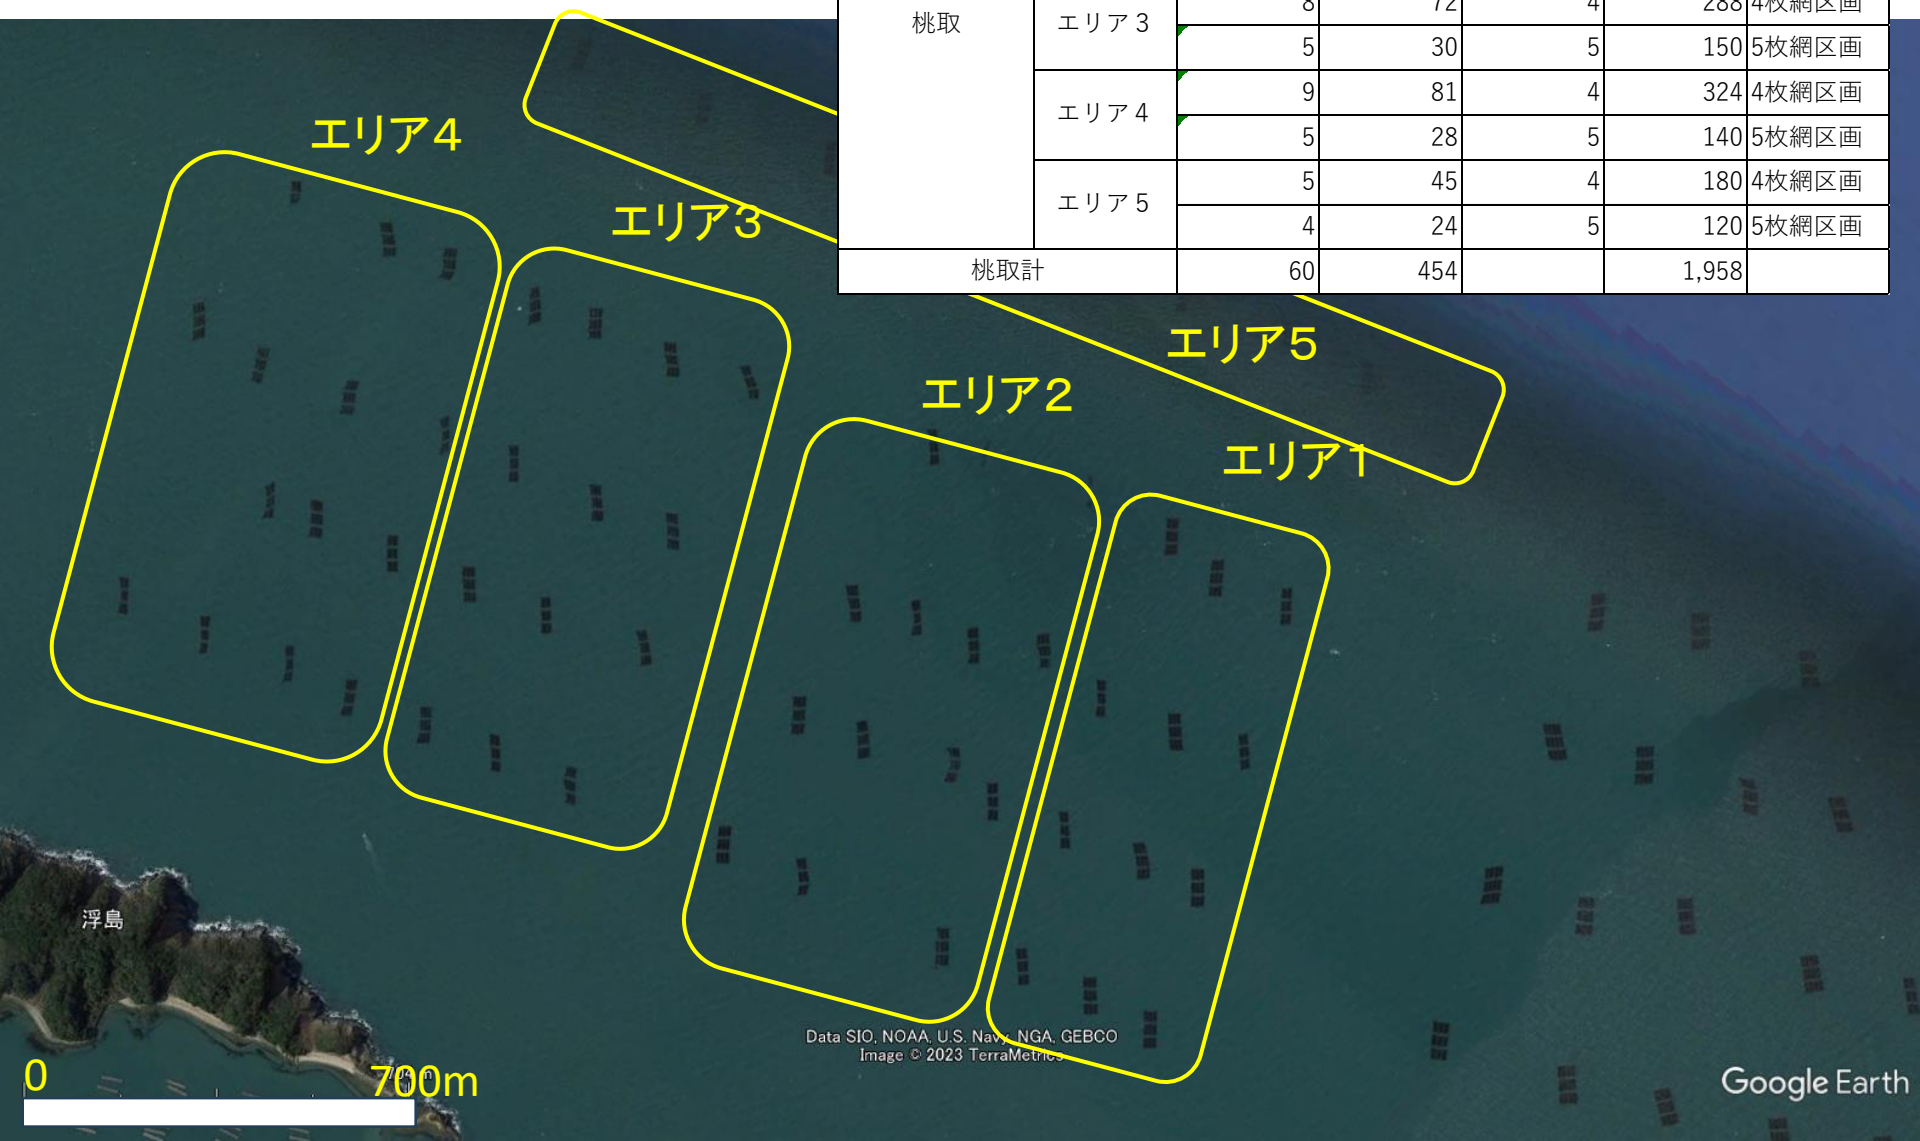 桃取 エリア3 8 72 4 288 4枚網区画
5 30 5 150 5枚網区画
エリア4 9 81 4 324 4枚網区画
5 28 5 140 5枚網区画
エリア5 5 45 4 180 4枚網区画
4 24 5 120 5枚網区画
桃取計 60 454 1,958
エリア4
エリア3
エリア5
エリア2
エリア1
浮島
Data SIO, NOAA, U.S. Navy, NGA, GEBCO
Image © 2023 TerraMetrics
0 700m
Google Earth